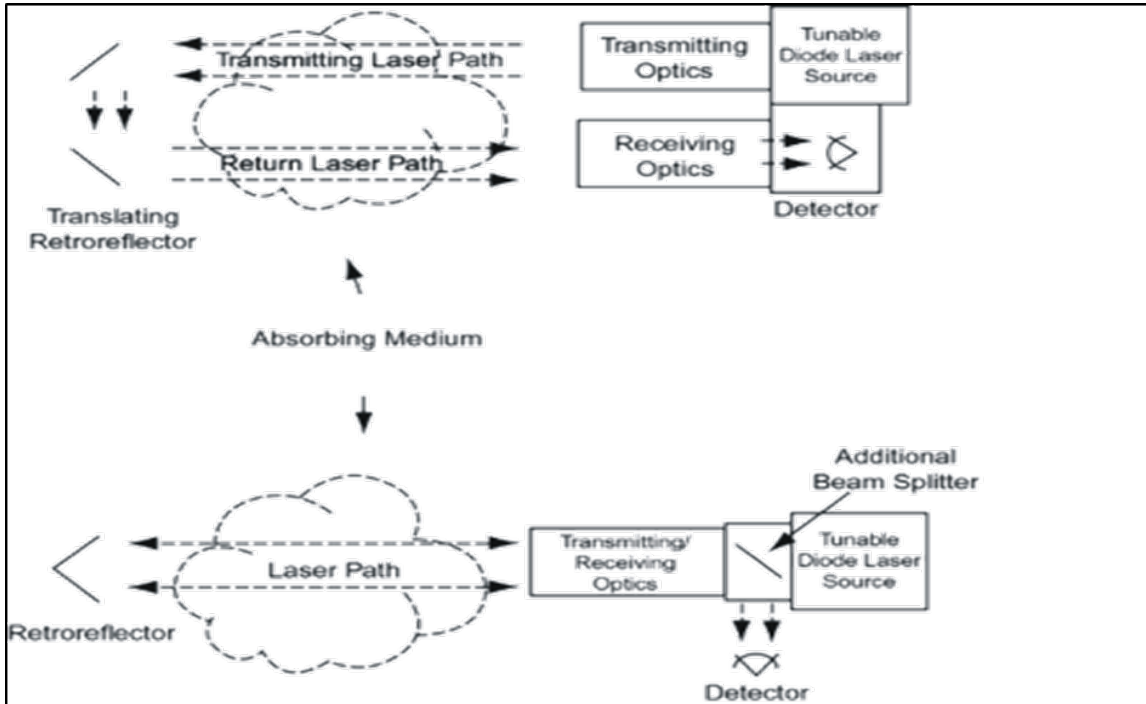 Transmitting Laser Path
Transmitting
Optics
Tunable
Diode Laser
Source
Return Laser Path
Receiving
Optics
Detector
Translating
Retroreflector
Absorbing Medium
Additional
Beam Splitter
Laser Path
Transmitting/
Receiving
Optics
Tunable
Diode Laser
Source
Retroreflector
Detector